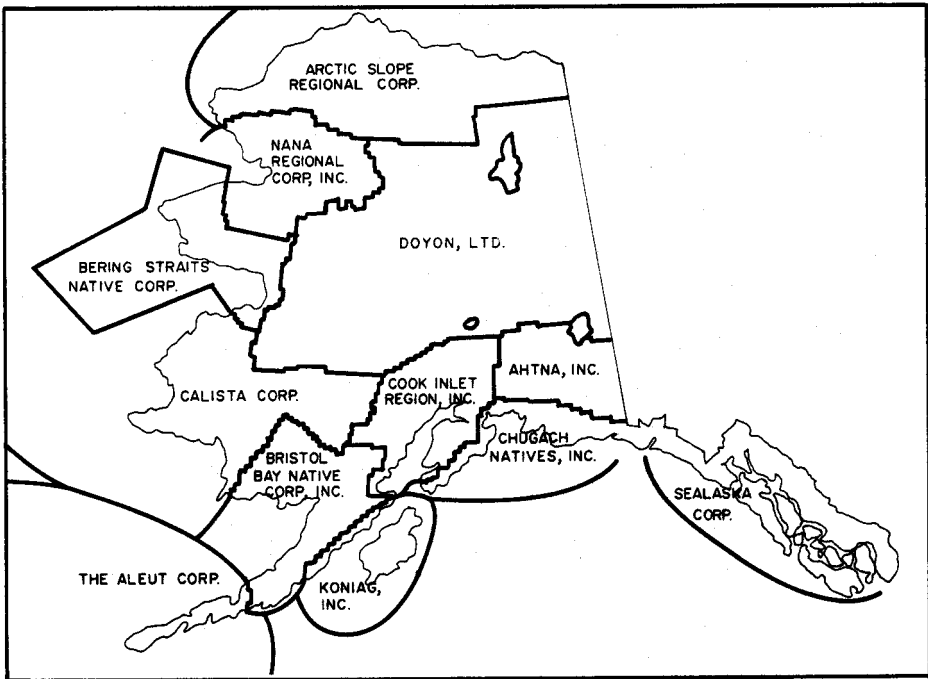 ARCTIC SLOPE
REGIONAL CORP.
NANA
REGIONAL
CORP, INC.
DOYON, LTD.
BERING STRAITS
NATIVE CORP.
CALISTA CORP.
COOK INLET
REGION, INC.
AHTNA, INC.
BRISTOL
BAY NATIVE
CORP, INC.
CHUGACH
NATIVES, INC.
SEALASKA
CORP.
THE ALEUT CORP.
KONIAG,
INC.